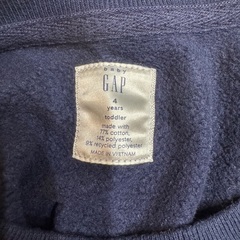 baby
GAP
4
years
toddler
made with
77% cotton,
14% polyester,
9% recycled polyester
MADE IN VIETNAM